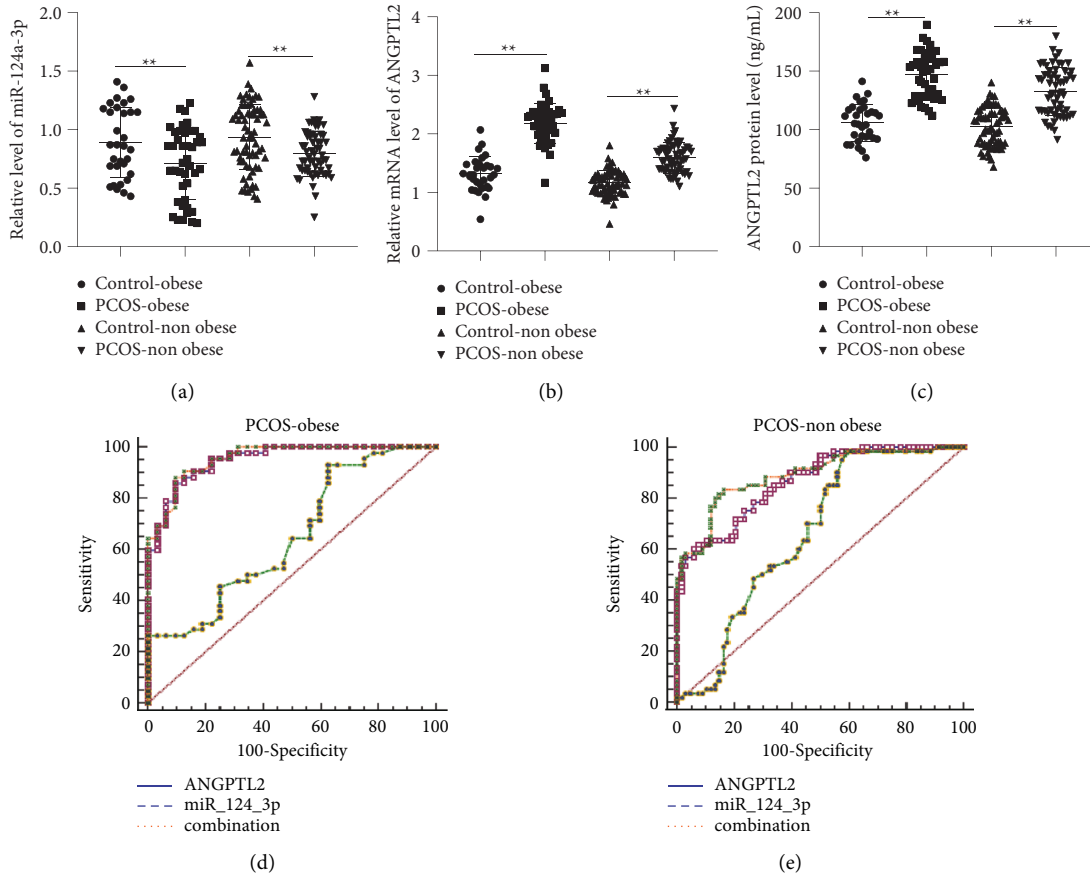 Relative level of miR-124a-3p
2.0
1.5
1.0
0.5
0.0
**
**
Control-obese
PCOS-obese
Control-non obese
PCOS-non obese
(a)
Relative mRNA level of ANGPTL2
4
3
2
1
0
**
**
Control-obese
PCOS-obese
Control-non obese
PCOS-non obese
(b)
ANGPTL2 protein level (ng/mL)
200
150
100
50
0
**
**
Control-obese
PCOS-obese
Control-non obese
PCOS-non obese
(c)
PCOS-obese
Sensitivity
100
80
60
40
20
0
0 20 40 60 80 100
100-Specificity
ANGPTL2
miR_124_3p
combination
(d)
PCOS-non obese
Sensitivity
100
80
60
40
20
0
0 20 40 60 80 100
100-Specificity
ANGPTL2
miR_124_3p
combination
(e)